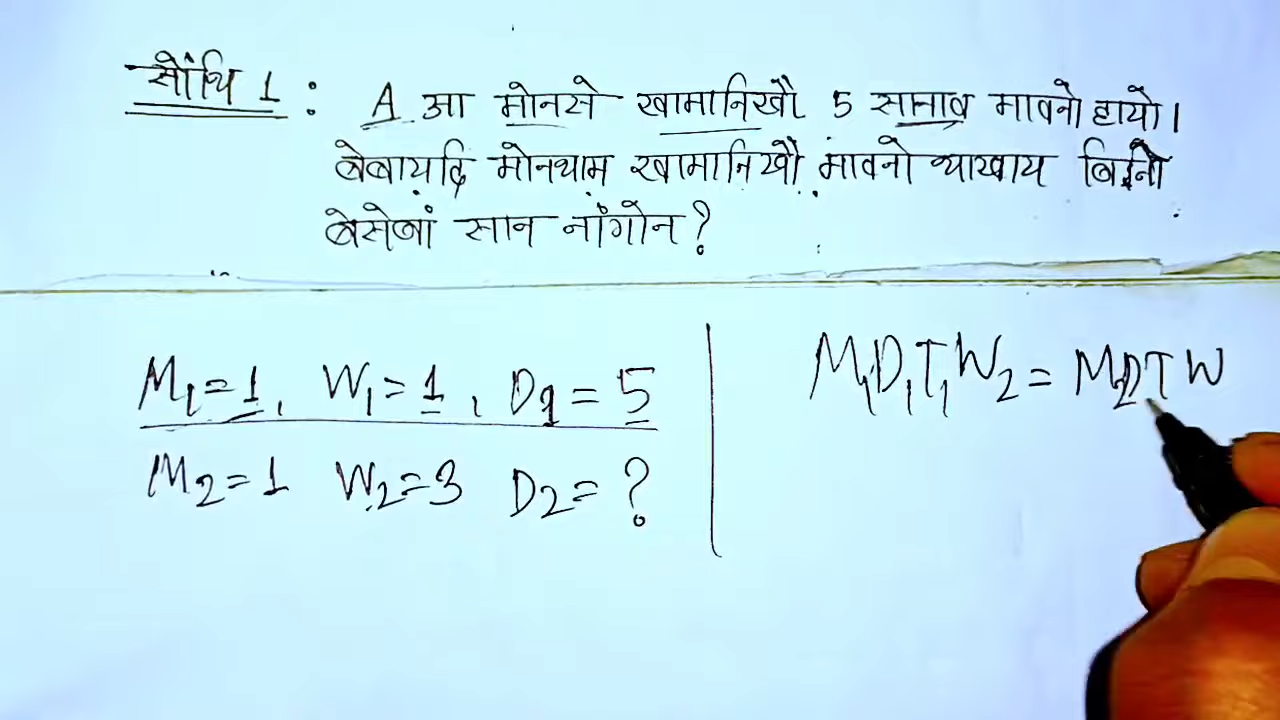 सोंथि 1 : A आ मोनसे खामानिखौ 5 सानाव मावनो हायो।
बेबायदि मोनथाम खामानिखौ मावनो थाखाय बिनो
बेसेबां सान नांगोन?
M₁=1, W₁=1, D₁=5
M₂=1 W₂=3 D₂=?
M₁D₁T₁W₂=M₂DTW